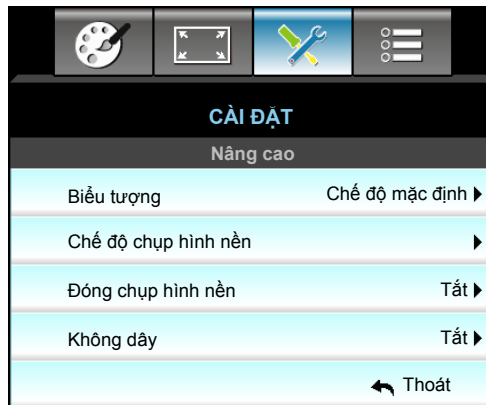 CÀI ĐẶT
Nâng cao
Biểu tượng Chế độ mặc định
Chế độ chụp hình nền
Đóng chụp hình nền Tắt
Không dây Tắt
Thoát